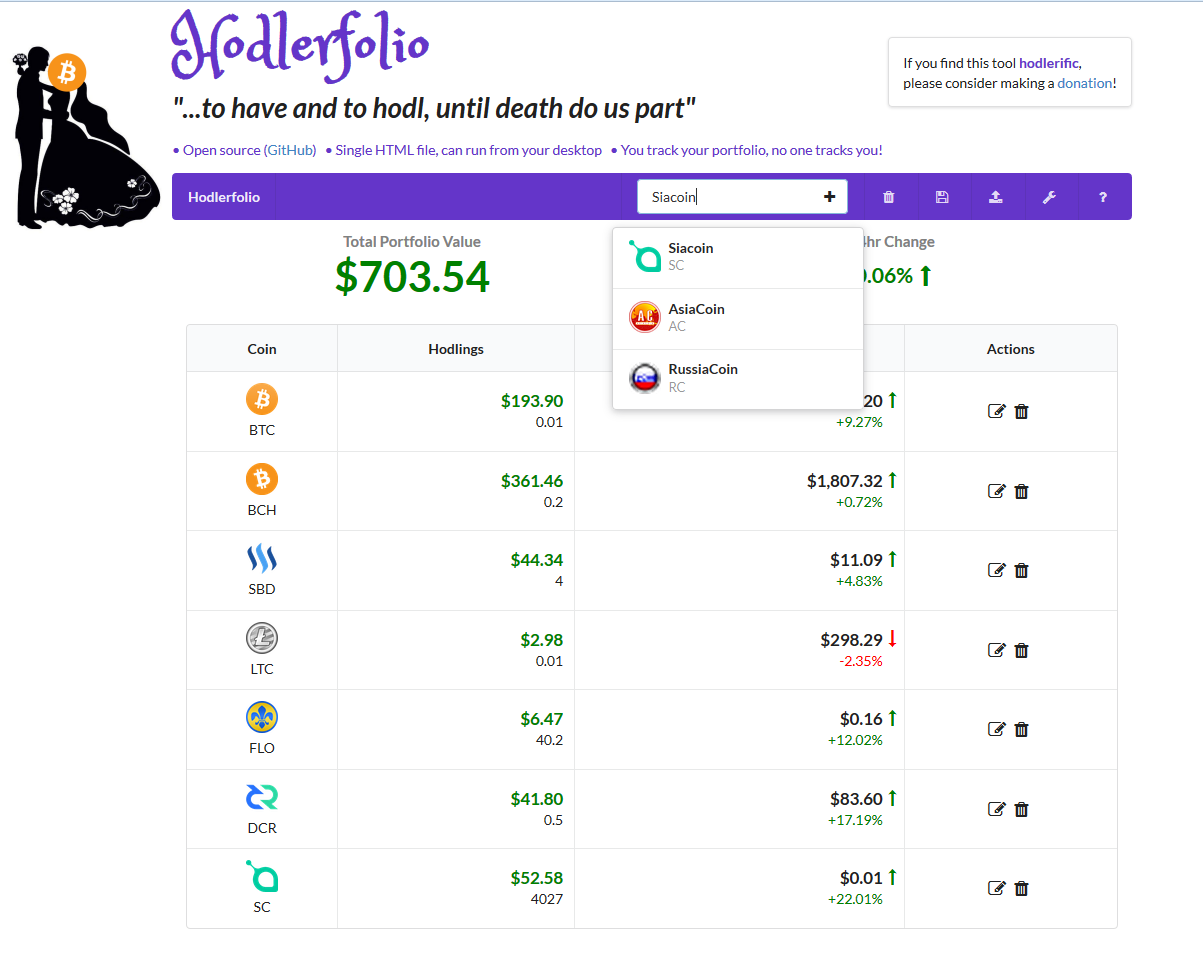 Hodlerfolio
"...to have and to hodl, until death do us part"
If you find this tool hodlerific,
please consider making a donation!
• Open source (GitHub) • Single HTML file, can run from your desktop • You track your portfolio, no one tracks you!
Hodlerfolio Siacoin ?
Total Portfolio Value
$703.54
hr Change
.06%
Siacoin
SC
AsiaCoin
AC
RussiaCoin
RC
Coin Hodlings Actions
BTC
$193.90
0.01
20
+9.27%
BCH
$361.46
0.2
$1,807.32
+0.72%
SBD
$44.34
4
$11.09
+4.83%
LTC
$2.98
0.01
$298.29
-2.35%
FLO
$6.47
40.2
$0.16
+12.02%
DCR
$41.80
0.5
$83.60
+17.19%
SC
$52.58
4027
$0.01
+22.01%